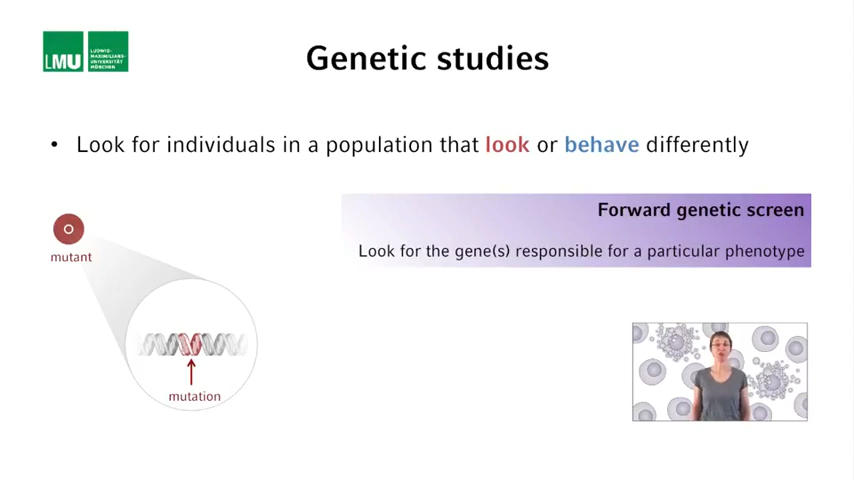 LMU
LUDWIG-
MAXIMILIANS-
UNIVERSITÄT
MÜNCHEN
Genetic studies
• Look for individuals in a population that look or behave differently
Forward genetic screen
Look for the gene(s) responsible for a particular phenotype
mutant
mutation